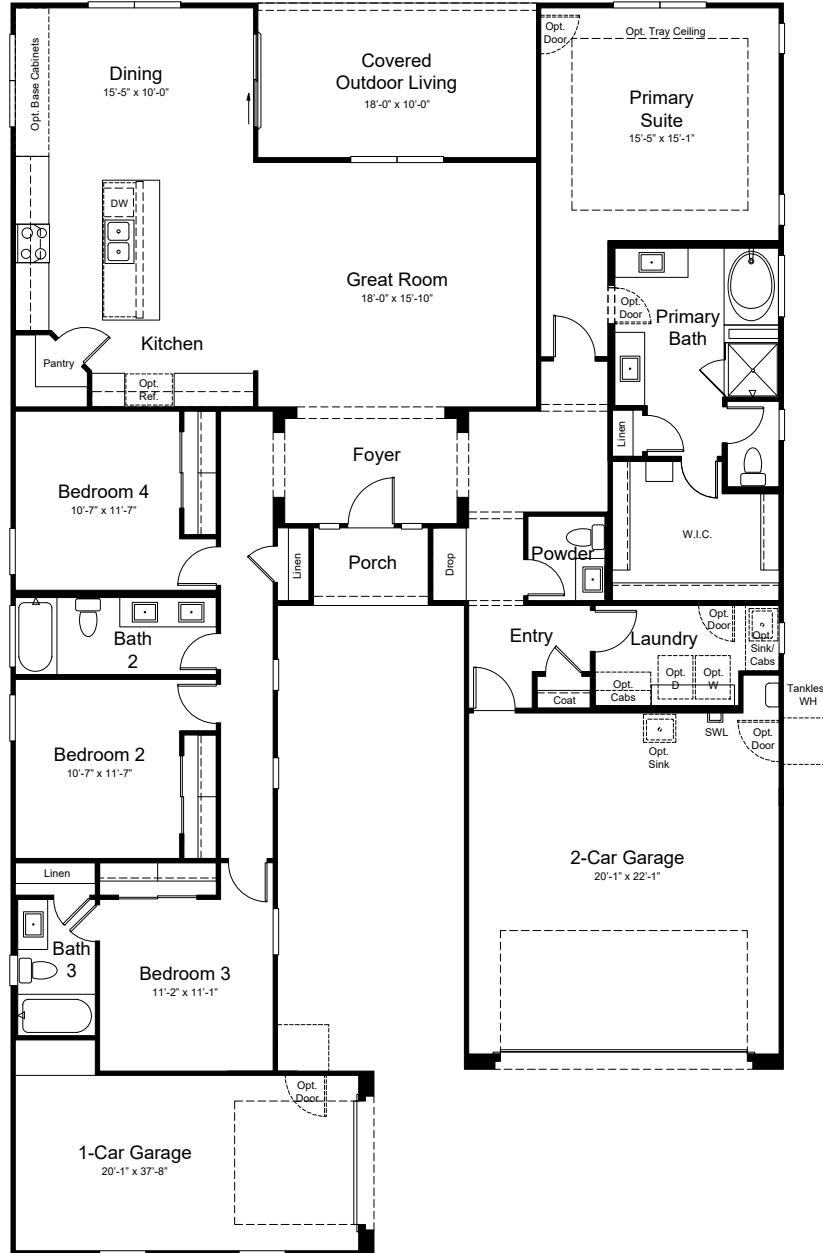 Opt. Base Cabinets
Dining
15'-5" x 10'-0"
Covered
Outdoor Living
18'-0" x 10'-0"
Opt.
Door
Opt. Tray Ceiling
Primary
Suite
15'-5" x 15'-1"
DW
Great Room
18'-0" x 15'-10"
Opt.
Door
Primary
Bath
Kitchen
Pantry
Opt.
Ref.
Linen
Foyer
Bedroom 4
10'-7" x 11'-7"
W.I.C.
Linen
Porch
Drop
Powder
Bath
2
Entry
Laundry
Opt.
Door
Opt.
Sink/
Cabs
Opt.
Cabs
Opt.
D
Opt.
W
Coat
Tankless
WH
SWL
Opt.
Sink
Opt.
Door
Bedroom 2
10'-7" x 11'-7"
2-Car Garage
20'-1" x 22'-1"
Linen
Bath
3
Bedroom 3
11'-2" x 11'-1"
Opt.
Door
1-Car Garage
20'-1" x 37'-8"